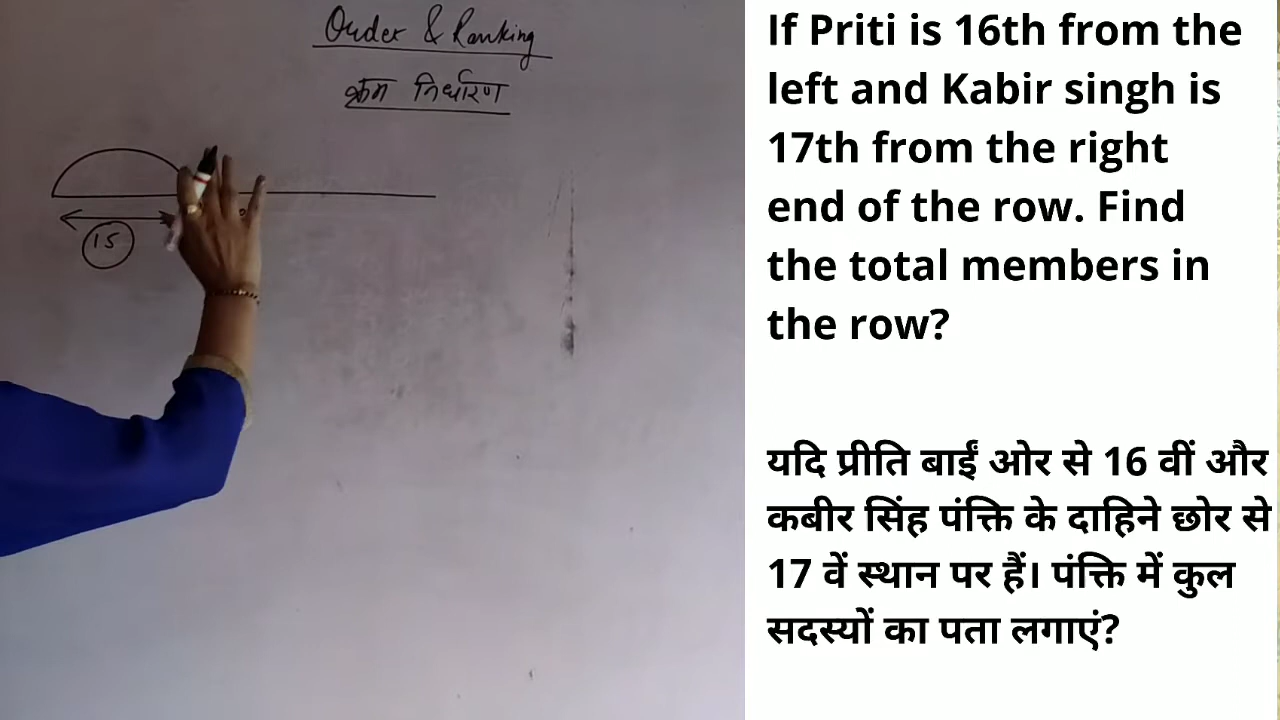 Order & Ranking
क्रम निर्धारण
15
If Priti is 16th from the
left and Kabir singh is
17th from the right
end of the row. Find
the total members in
the row?
यदि प्रीति बाईं ओर से 16 वीं और
कबीर सिंह पंक्ति के दाहिने छोर से
17 वें स्थान पर हैं। पंक्ति में कुल
सदस्यों का पता लगाएं?